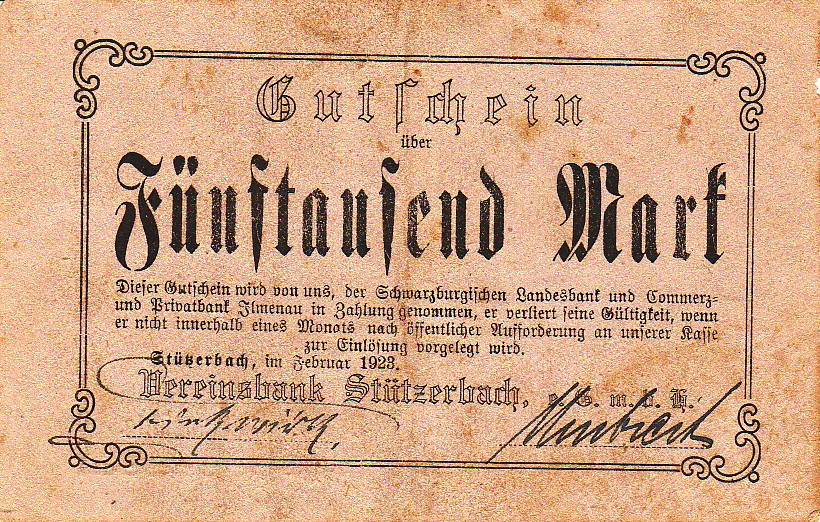 Gutschein
über
Fünftausend Mark
Dieser Gutschein wird von uns, der Schwarzburgischen Landesbank und Commerz-
und Privatbank Ilmenau in Zahlung genommen, er verliert seine Gültigkeit, wenn
er nicht innerhalb eines Monats nach öffentlicher Aufforderung an unserer Kasse
zur Einlösung vorgelegt wird.
Stützerbach, im Februar 1923.
Vereinsbank Stützerbach, e. G. m. b. H.